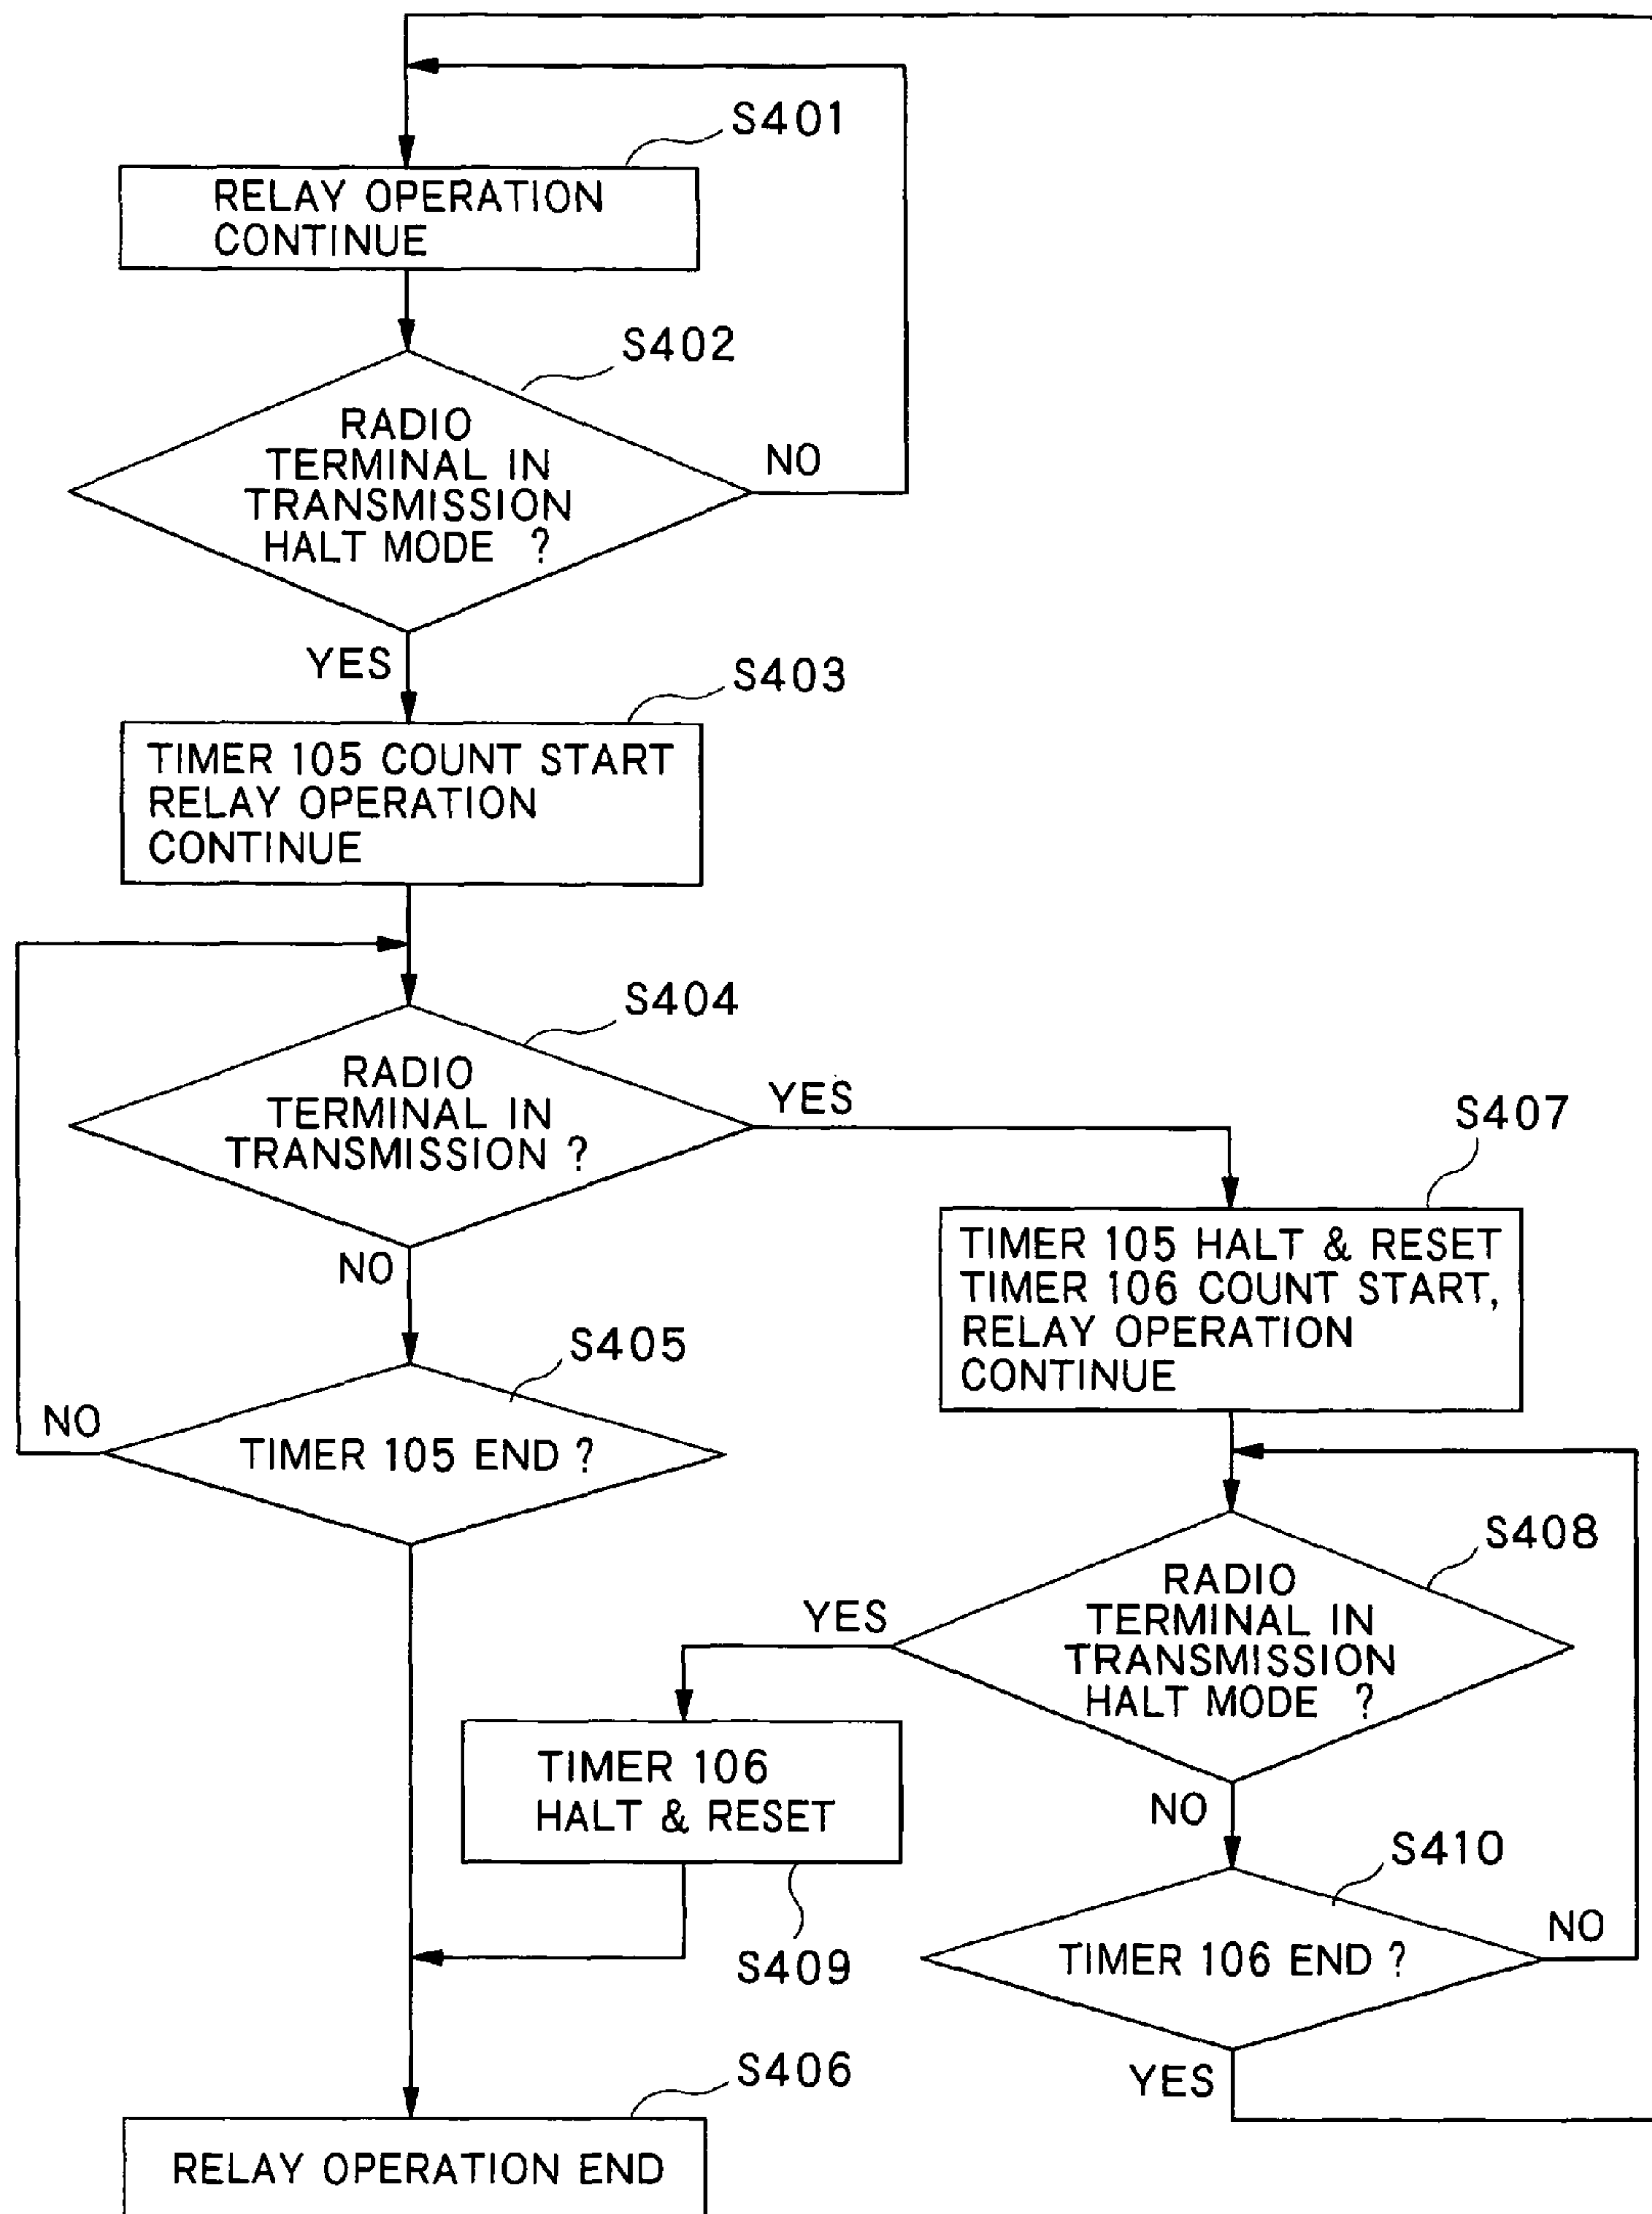 S401
RELAY OPERATION
CONTINUE
S402
RADIO
TERMINAL IN
TRANSMISSION
HALT MODE ?
NO
YES
S403
TIMER 105 COUNT START
RELAY OPERATION
CONTINUE
S404
RADIO
TERMINAL IN
TRANSMISSION ?
YES
NO
S405
TIMER 105 END ?
NO
S407
TIMER 105 HALT & RESET
TIMER 106 COUNT START,
RELAY OPERATION
CONTINUE
S408
RADIO
TERMINAL IN
TRANSMISSION
HALT MODE ?
YES
NO
TIMER 106
HALT & RESET
S409
S410
TIMER 106 END ?
NO
YES
S406
RELAY OPERATION END